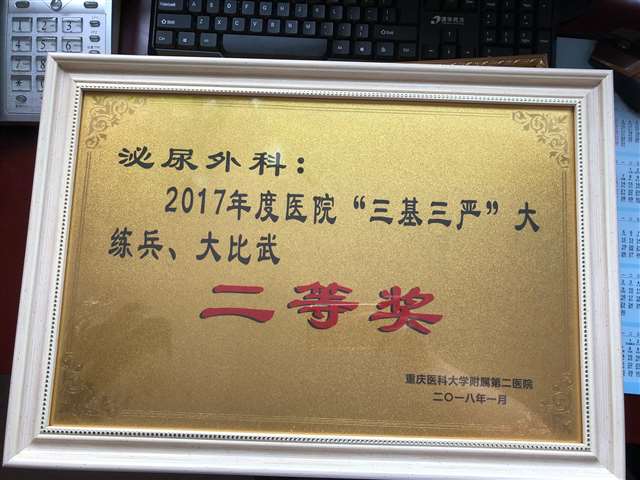 泌尿外科：
2017年度医院“三基三严”大
练兵、大比武
二等奖
重庆医科大学附属第二医院
二〇一八年一月